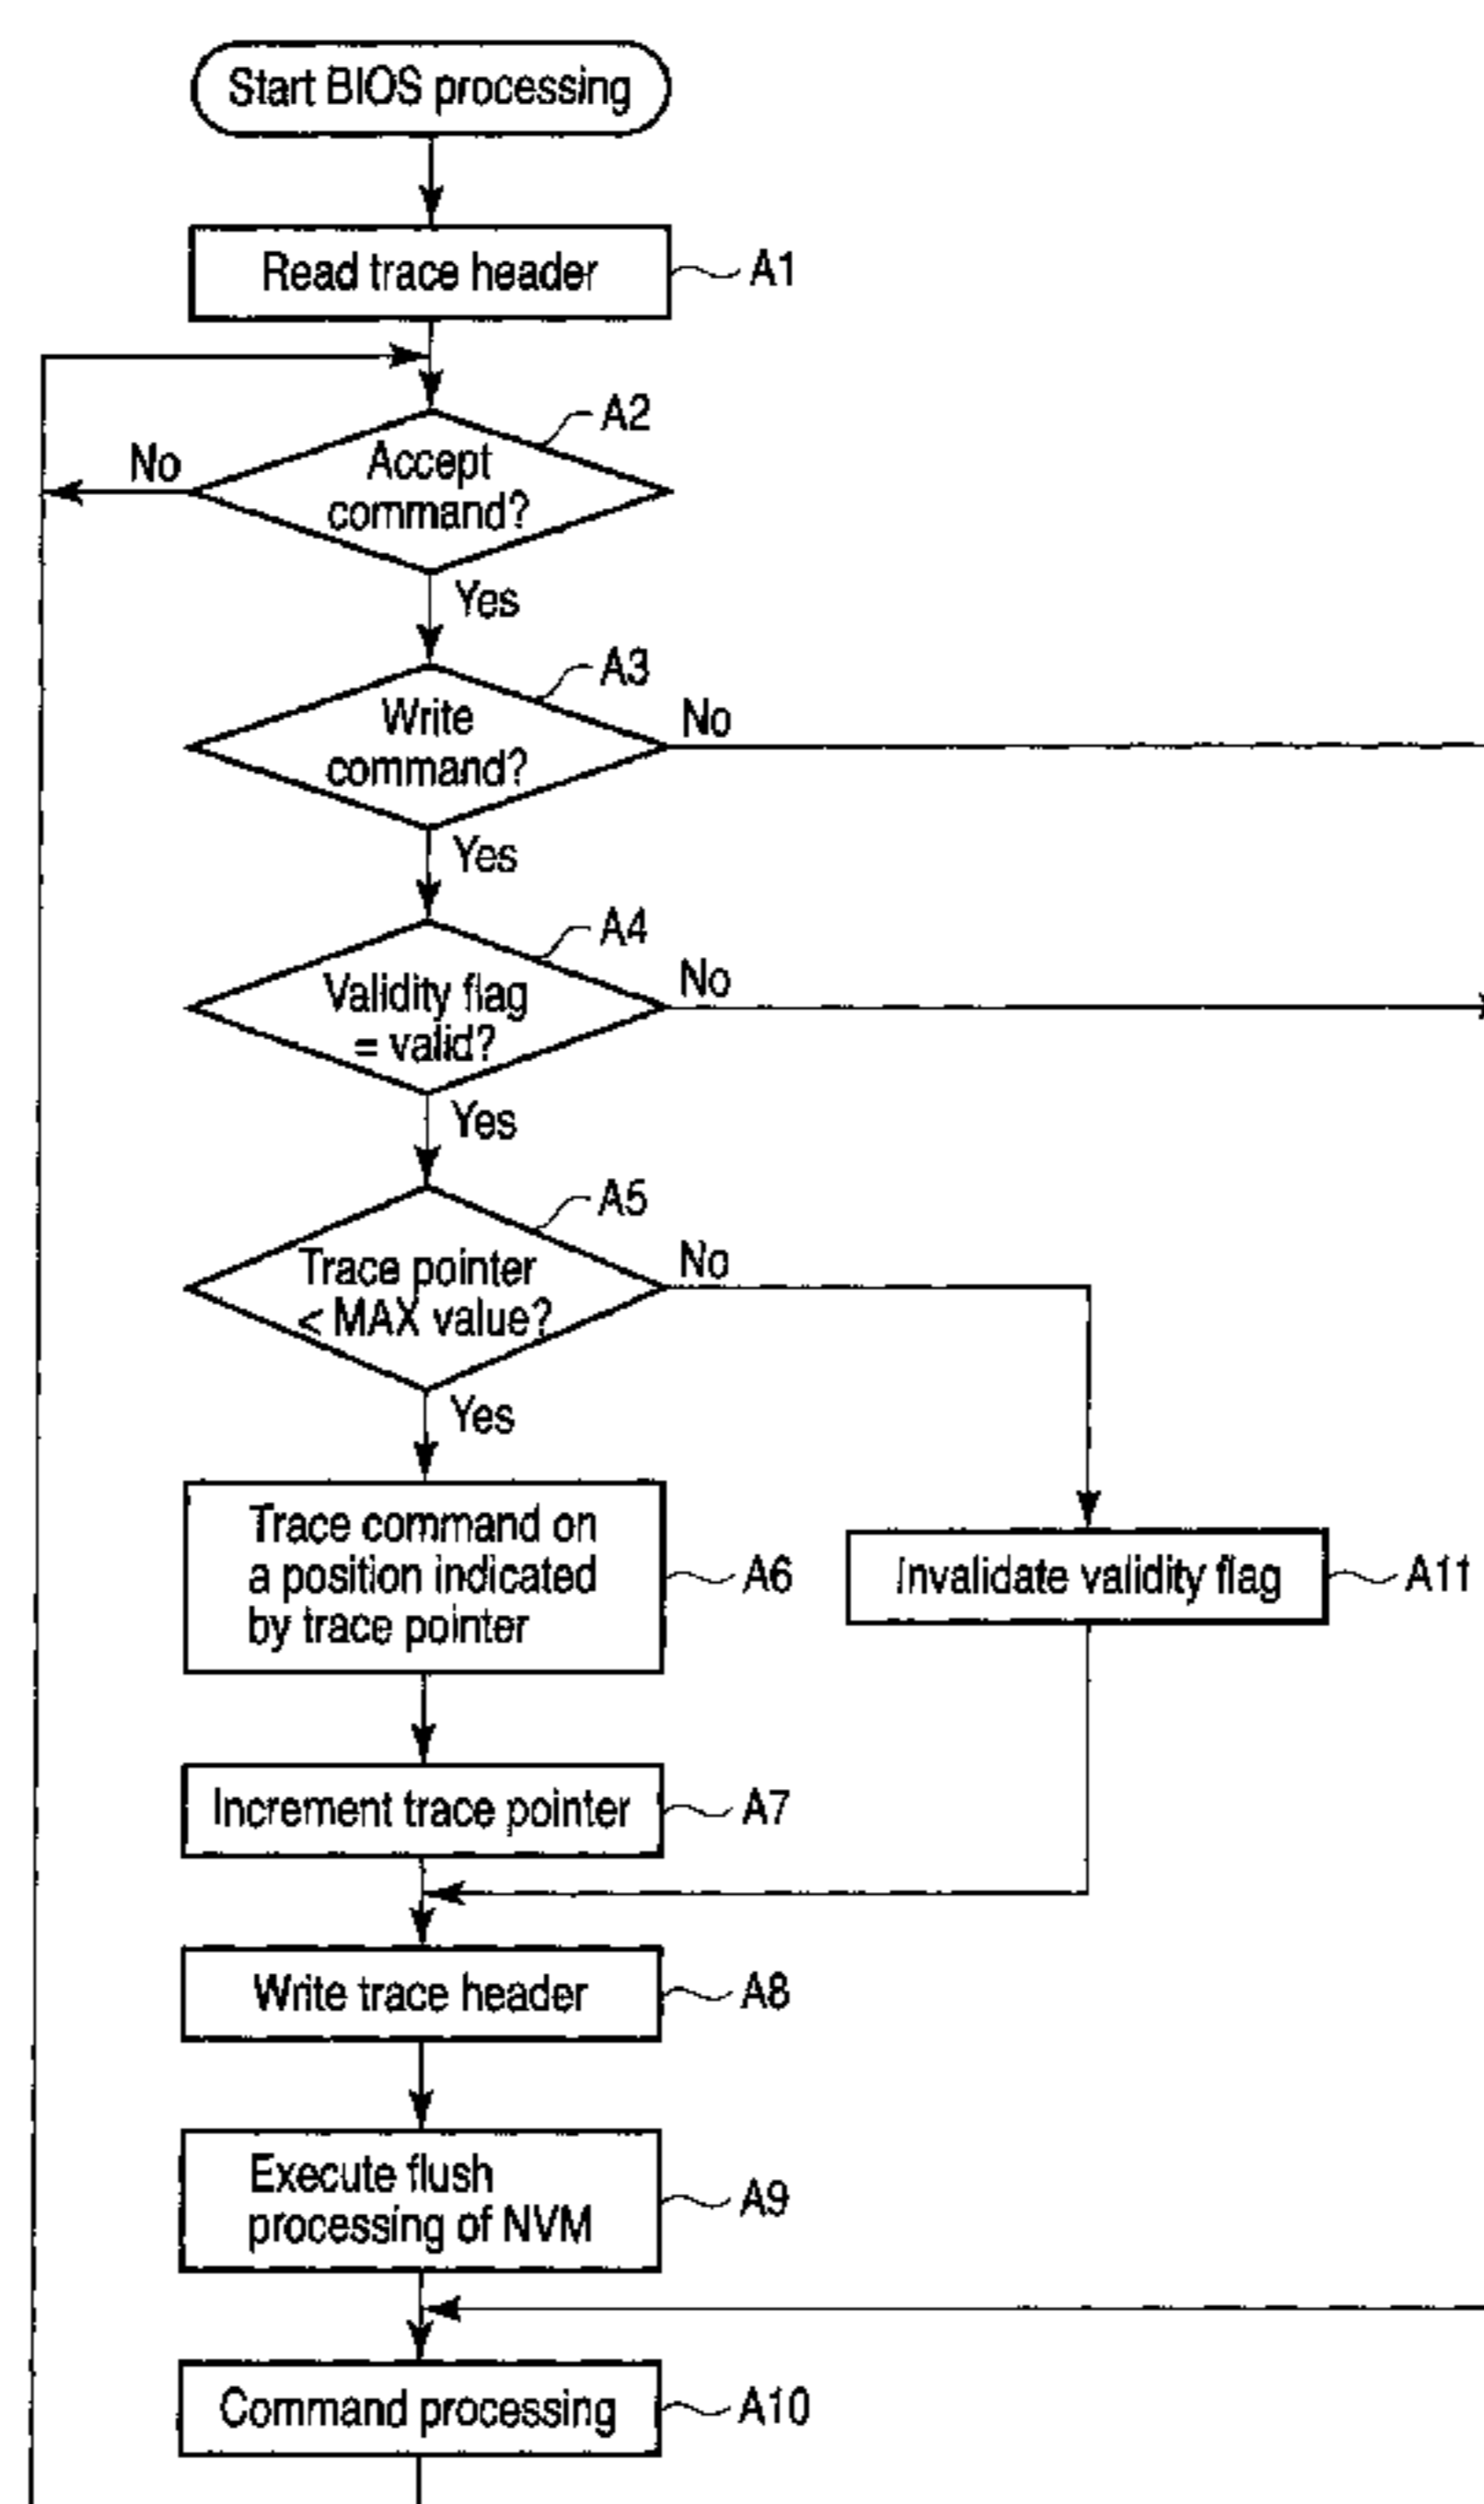 Start BIOS processing
Read trace header
A1
A2
Accept
command?
No
Yes
A3
Write
command?
No
Yes
A4
Validity flag
= valid?
No
Yes
A5
Trace pointer
< MAX value?
No
Yes
Trace command on
a position indicated
by trace pointer
A6
Invalidate validity flag
A11
Increment trace pointer
A7
Write trace header
A8
Execute flush
processing of NVM
A9
Command processing
A10